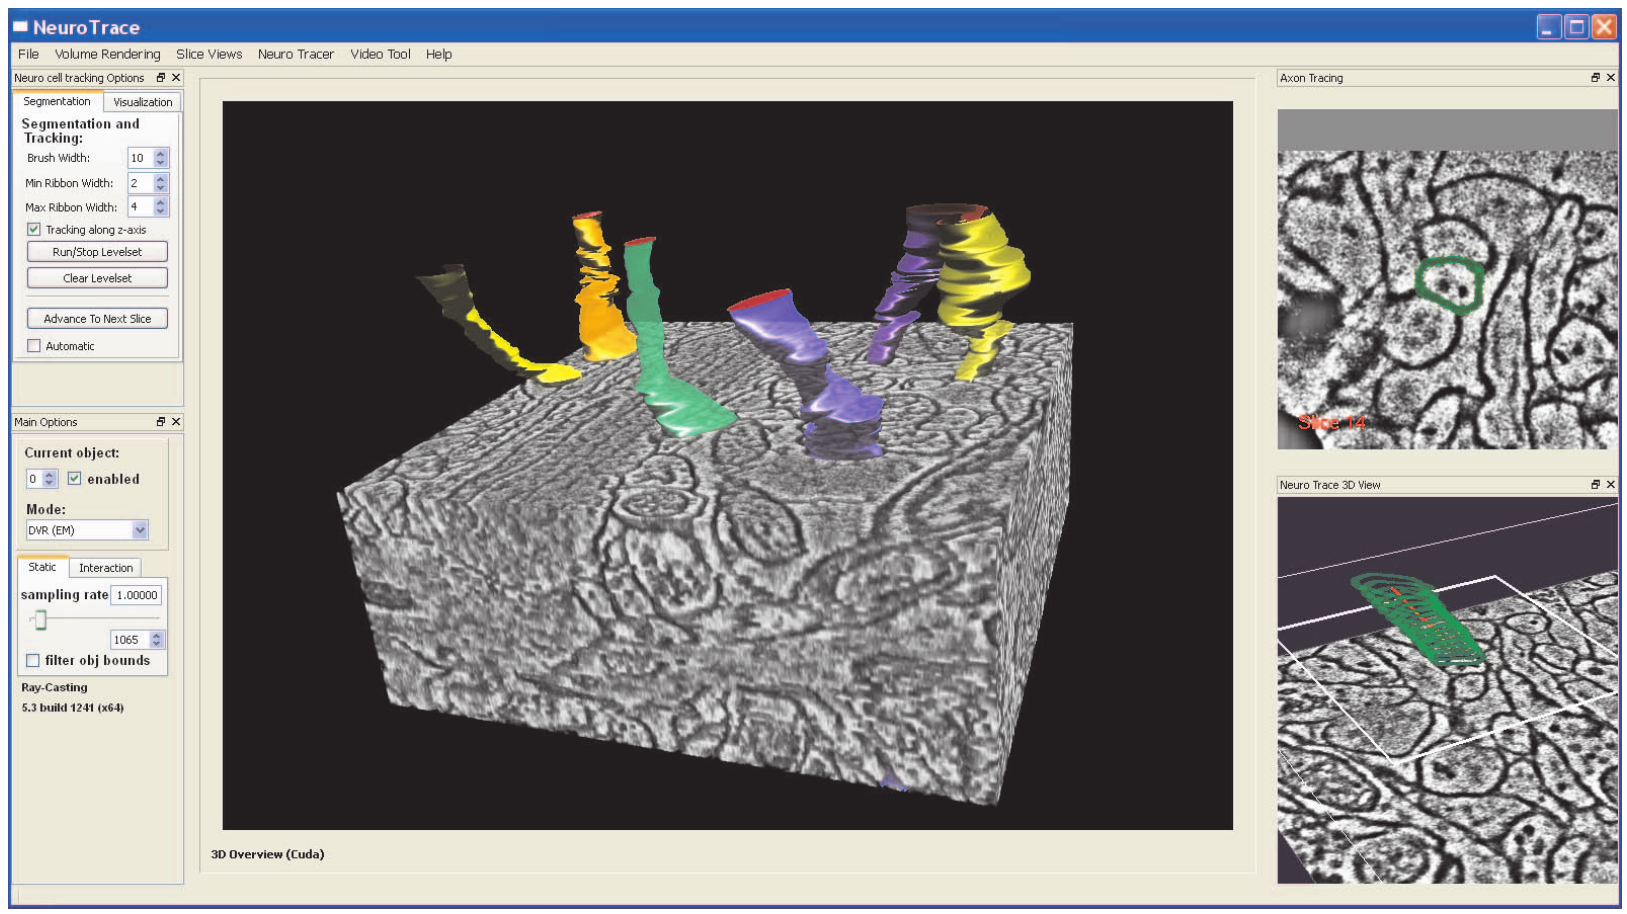 NeuroTrace
File Volume Rendering Slice Views Neuro Tracer Video Tool Help
Neuro cell tracking Options
Segmentation Visualization
Segmentation and
Tracking:
Brush Width: 10
Min Ribbon Width: 2
Max Ribbon Width: 4
Tracking along z-axis
Run/Stop Levelset
Clear Levelset
Advance To Next Slice
Automatic
Main Options
Current object:
0 enabled
Mode:
DVR (EM)
Static Interaction
sampling rate 1.00000
1065
filter obj bounds
Ray-Casting
5.3 build 1241 (x64)
3D Overview (Cuda)
Axon Tracing
Slice 14
Neuro Trace 3D View